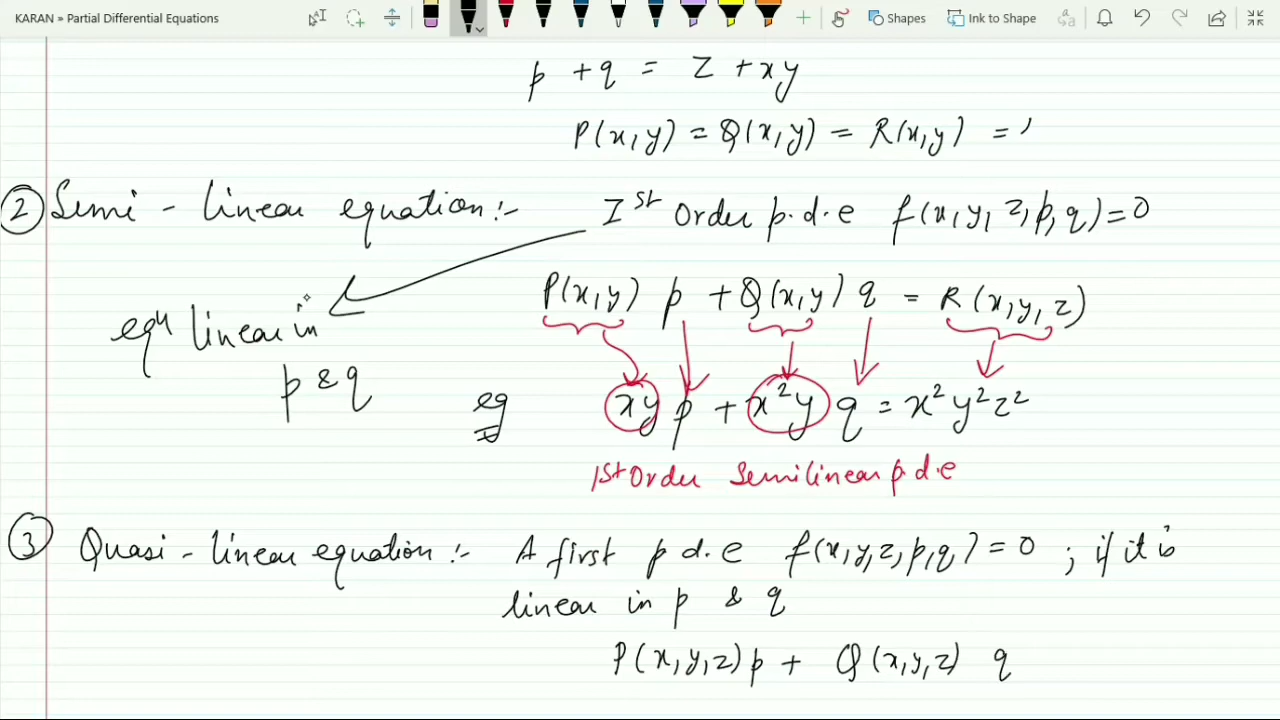 KARAN » Partial Differential Equations
Shapes
Ink to Shape
p + q = z + xy
P(x,y) = Q(x,y) = R(x,y) = 1
② Semi - linear equation :- Ist Order p.d.e f(x,y,z,p,q)=0
P(x,y) p + Q(x,y) q = R(x,y,z)
eqn linear in
p & q
eg xy p + x²y q = x²y²z²
1st Order Semilinear p.d.e
③ Quasi - linear equation :- A first p d.e f(x,y,z,p,q)=0 ; if it is
linear in p & q
P(x,y,z)p + Q(x,y,z) q